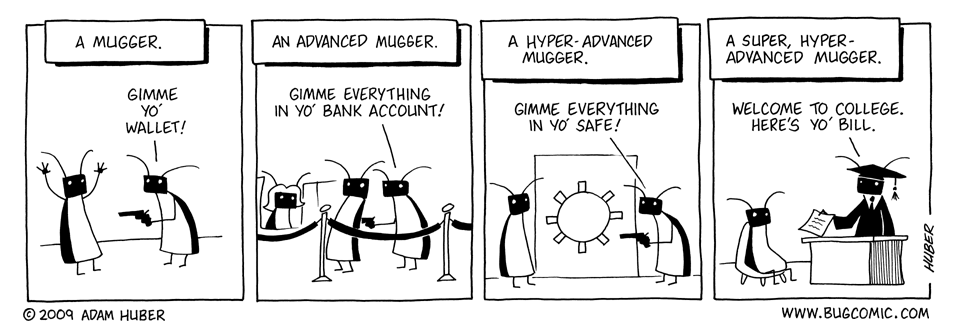 A MUGGER.
GIMME
YO'
WALLET!
AN ADVANCED MUGGER.
GIMME EVERYTHING
IN YO' BANK ACCOUNT!
A HYPER-ADVANCED
MUGGER.
GIMME EVERYTHING
IN YO' SAFE!
A SUPER, HYPER-
ADVANCED MUGGER.
WELCOME TO COLLEGE.
HERE'S YO' BILL.
HUBER
© 2009 ADAM HUBER
WWW.BUGCOMIC.COM